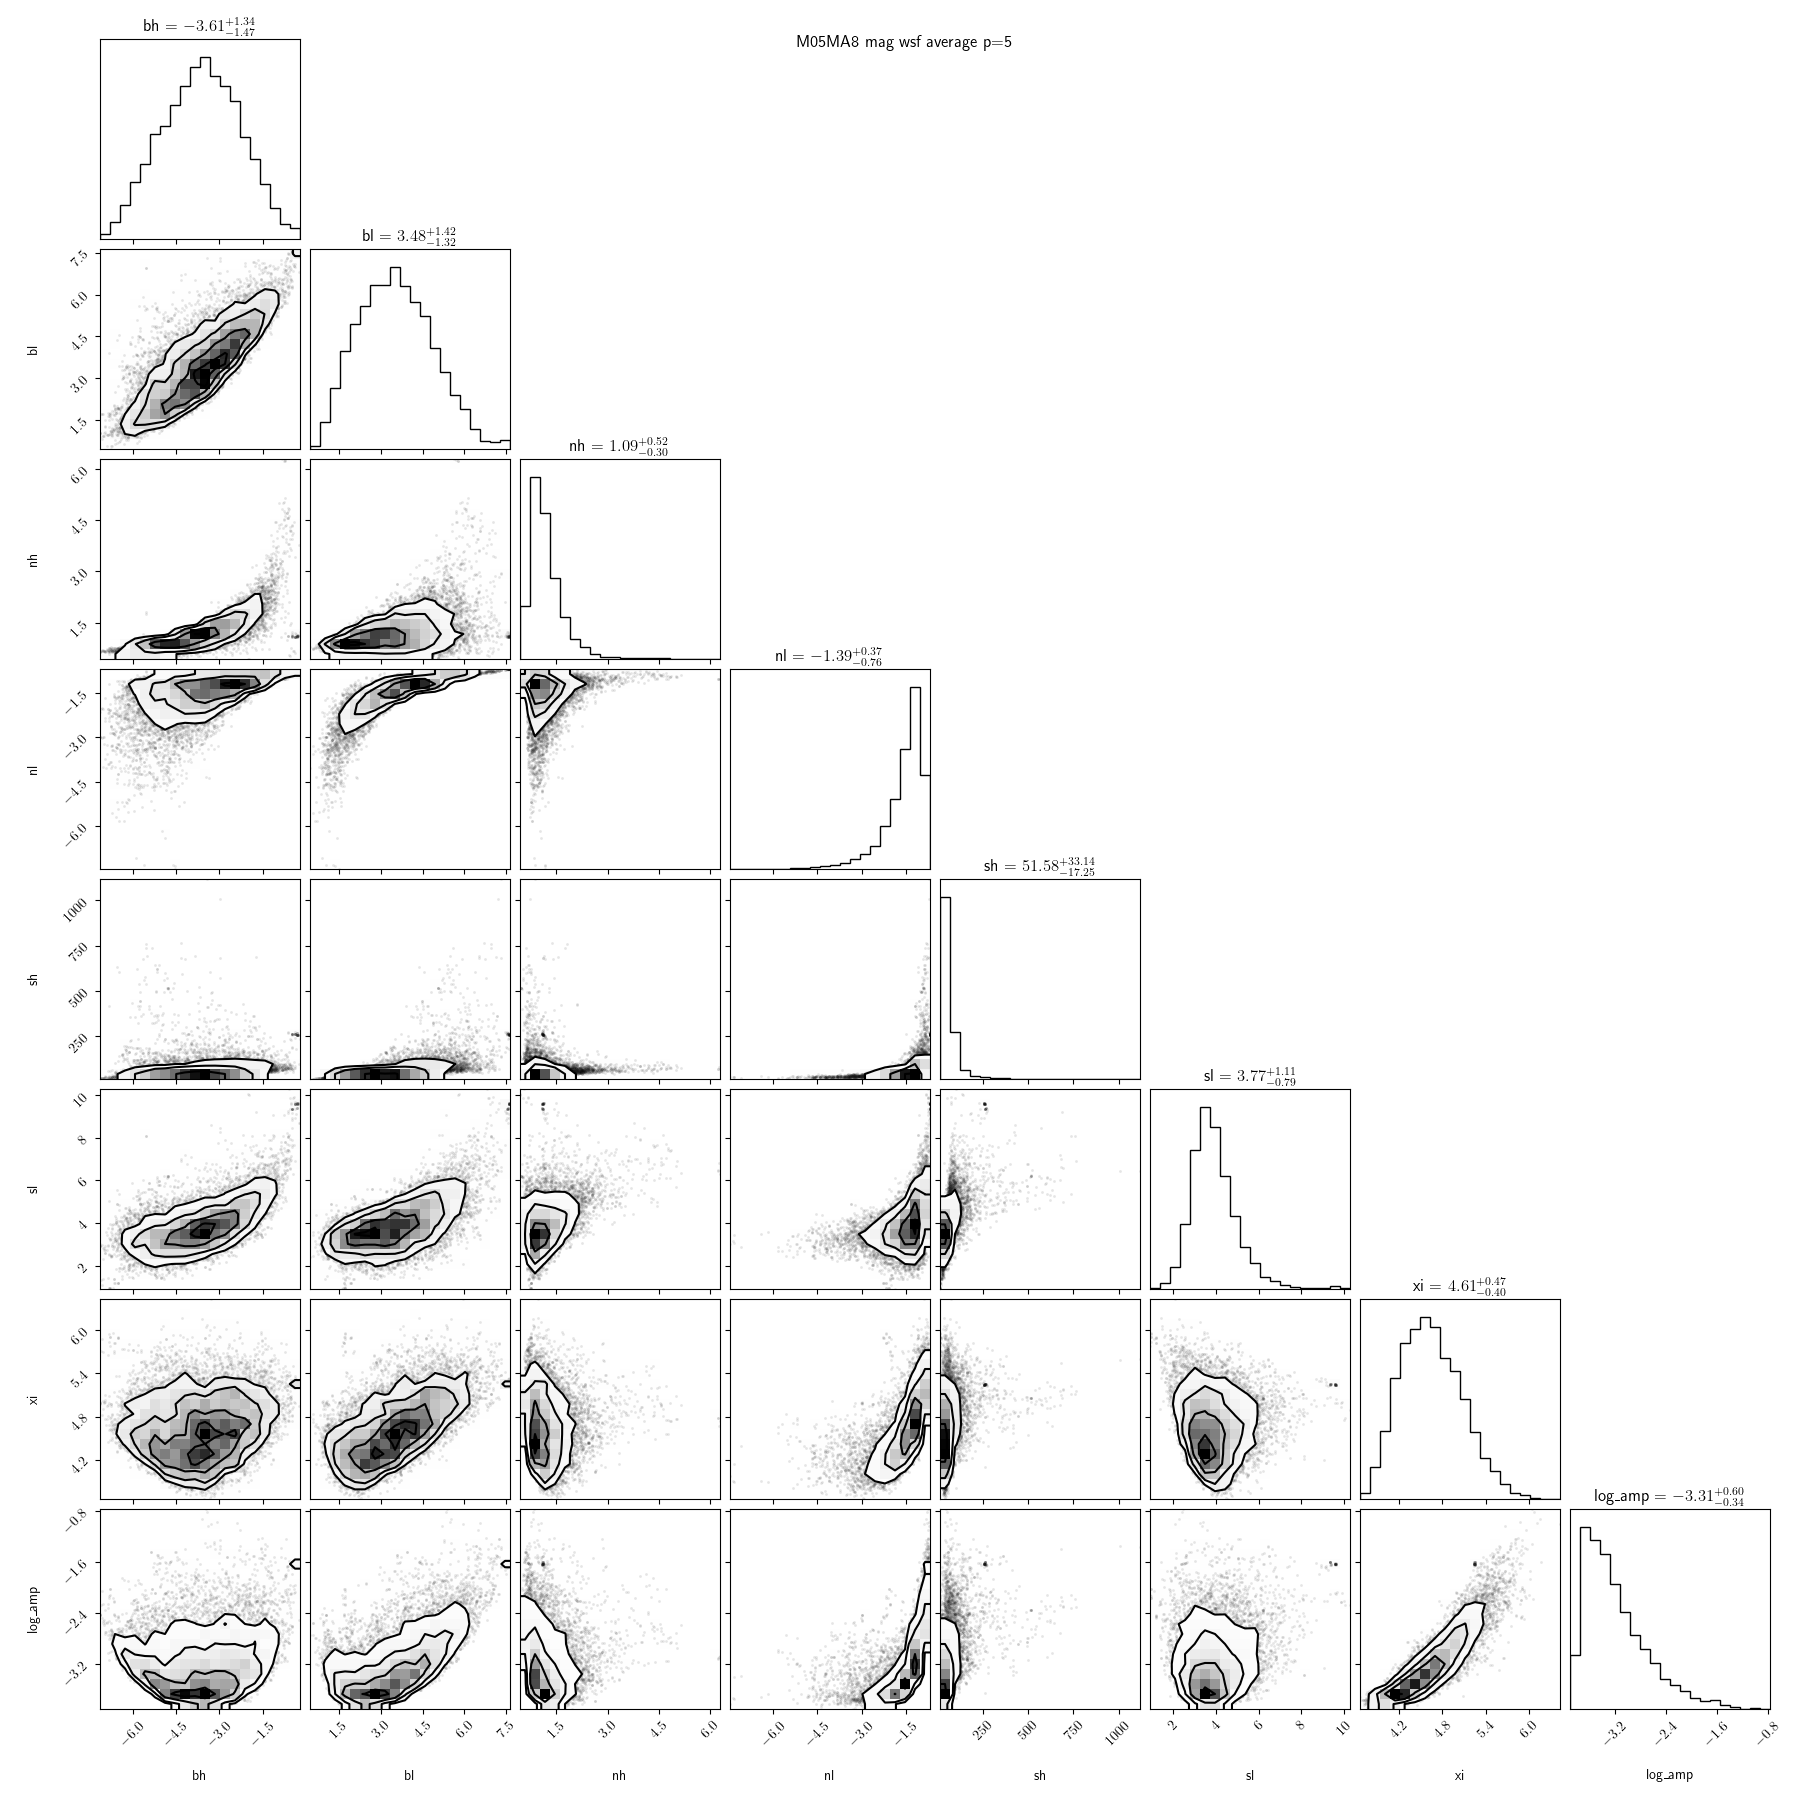 M05MA8 mag wsf average p=5
bh = −3.61 +1.34 −1.47
bl = 3.48 +1.42 −1.32
7.5
6.0
4.5
3.0
1.5
bl
nh = 1.09 +0.52 −0.30
6.0
4.5
3.0
1.5
nh
nl = −1.39 +0.37 −0.76
−1.5
−3.0
−4.5
−6.0
nl
sh = 51.58 +33.14 −17.25
1000
750
500
250
sh
sl = 3.77 +1.11 −0.79
10
8
6
4
2
sl
xi = 4.61 +0.47 −0.40
6.0
5.4
4.8
4.2
xi
log_amp = −3.31 +0.60 −0.34
−0.8
−1.6
−2.4
−3.2
log_amp
−6.0 −4.5 −3.0 −1.5
1.5 3.0 4.5 6.0 7.5
1.5 3.0 4.5 6.0
−6.0 −4.5 −3.0 −1.5
250 500 750 1000
2 4 6 8 10
4.2 4.8 5.4 6.0
−3.2 −2.4 −1.6 −0.8
bh bl nh nl sh sl xi log_amp